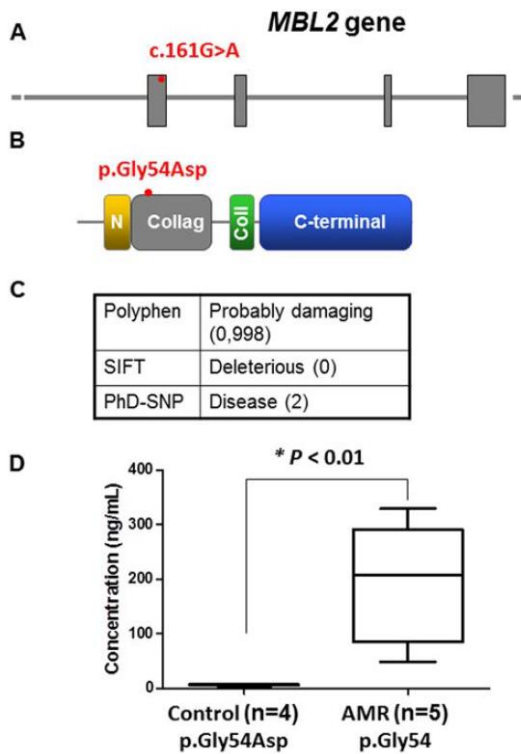 MBL2 gene
A
c.161G>A
B
p.Gly54Asp
N
Collag
Coll
C-terminal
C
Polyphen
Probably damaging
(0,998)
SIFT
Deleterious (0)
PhD-SNP
Disease (2)
D
* P < 0.01
Concentration (ng/mL)
400
300
200
100
0
Control (n=4)
AMR (n=5)
p.Gly54Asp
p.Gly54